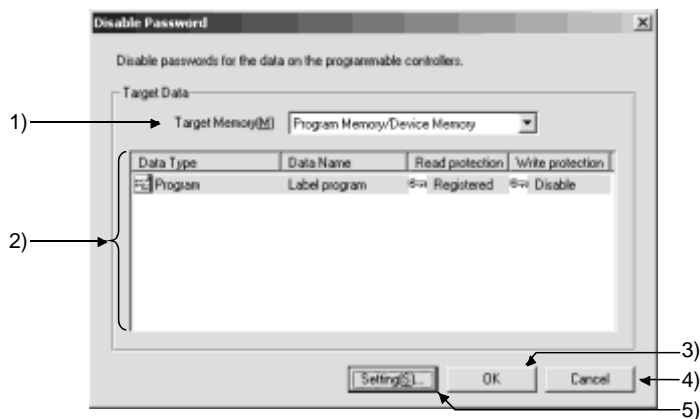 Disable Password
Disable passwords for the data on the programmable controllers.
Target Data
1)
Target Memory(M) Program Memory/Device Memory
Data Type Data Name Read protection Write protection
Program Label program Registered Disable
2)
3)
Setting(S)... OK Cancel
4)
5)